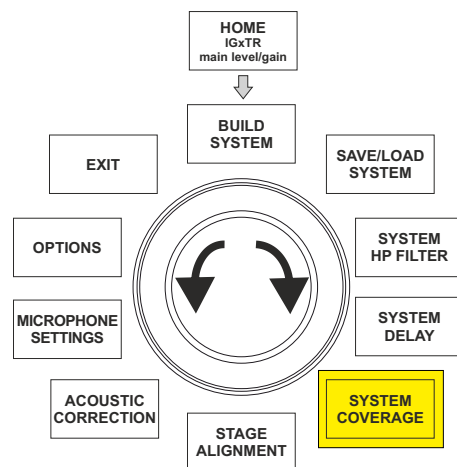 HOME
IGxTR
main level/gain
BUILD
SYSTEM
SAVE/LOAD
SYSTEM
SYSTEM
HP FILTER
SYSTEM
DELAY
SYSTEM
COVERAGE
STAGE
ALIGNMENT
ACOUSTIC
CORRECTION
MICROPHONE
SETTINGS
OPTIONS
EXIT